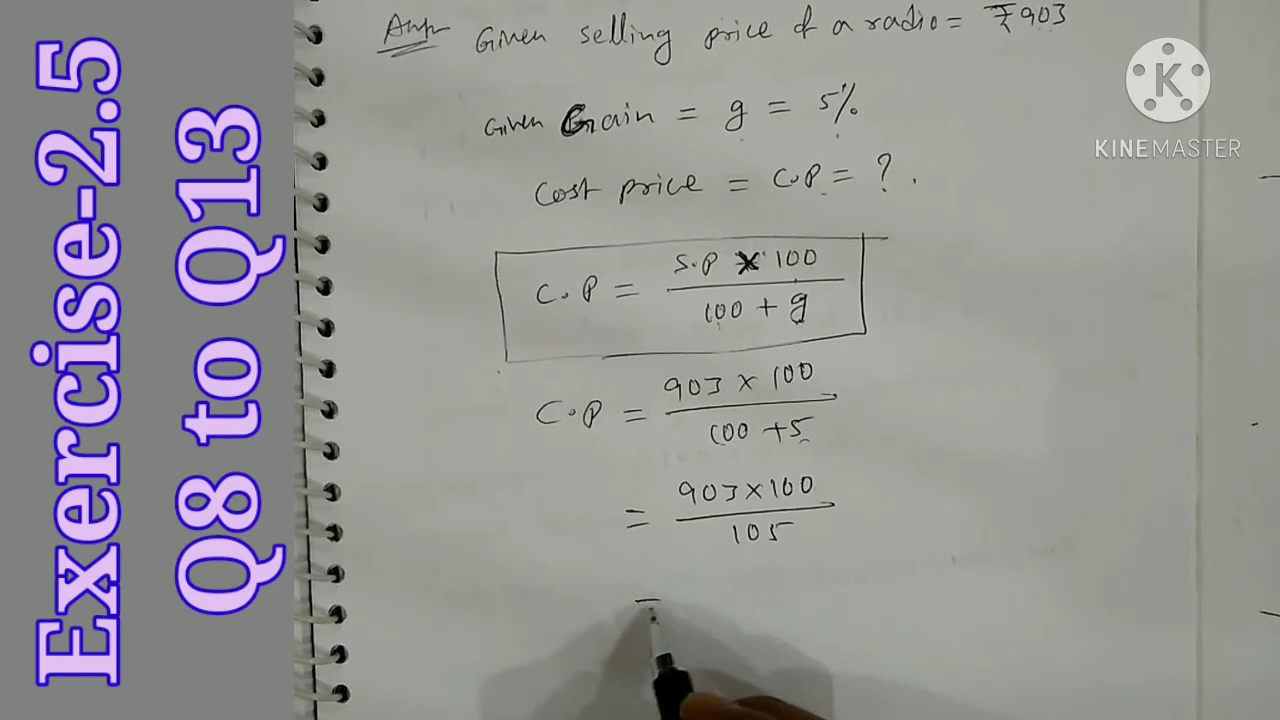 Exercise-2.5
Q8 to Q13
Ans Given selling price of a radio = ₹903
KINEMASTER
Given Gain = g = 5%
Cost price = C.P = ? .
C.P = S.P × 100 / 100 + g
C.P = 903 × 100 / 100 + 5
= 903 × 100 / 105